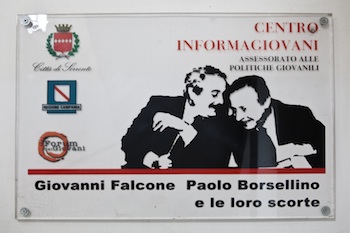 CENTRO
INFORMAGIOVANI
ASSESSORATO ALLE
POLITICHE GIOVANILI
Città di Sorrento
REGIONE CAMPANIA
Forum
dei Giovani
Giovanni Falcone Paolo Borsellino
e le loro scorte